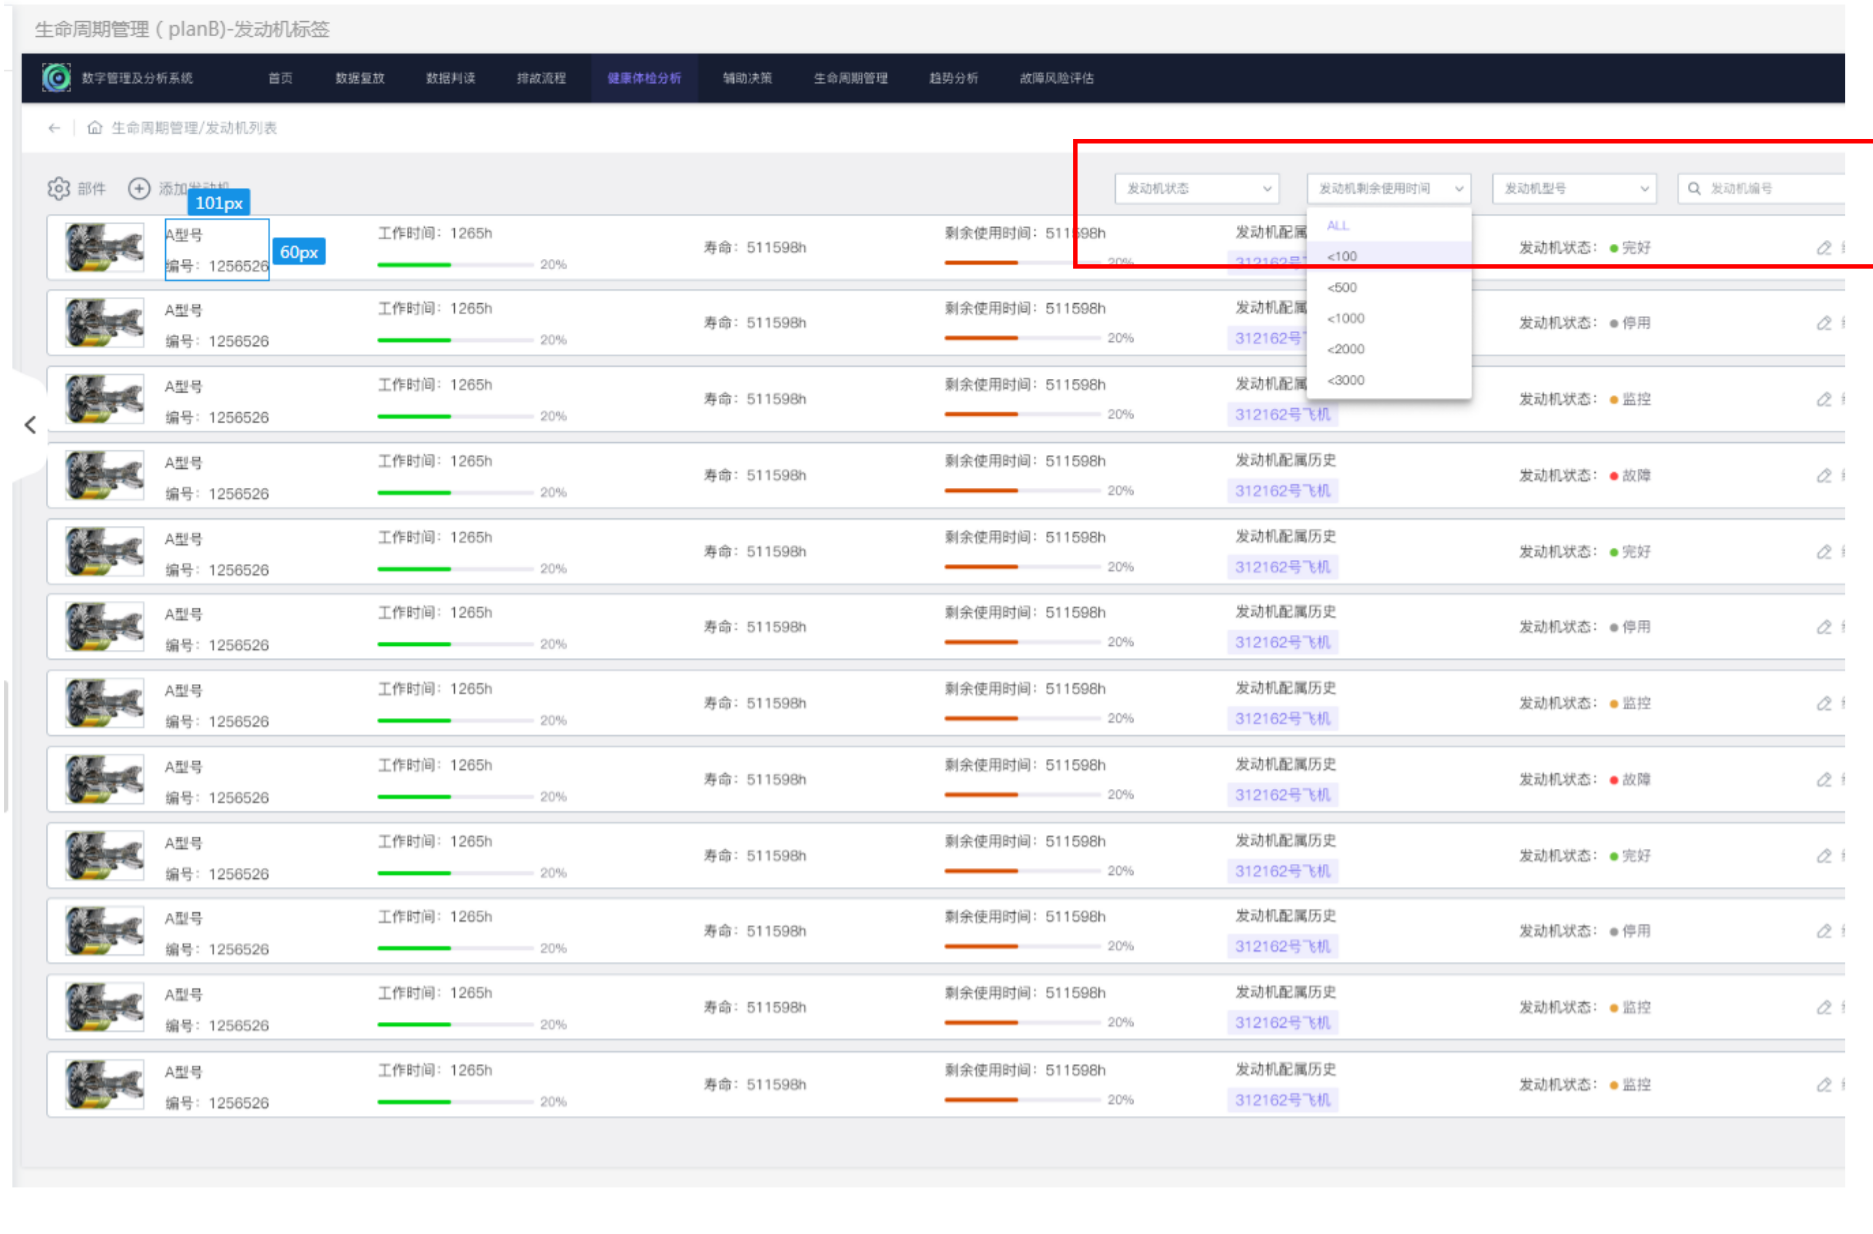 生命周期管理（planB)-发动机标签
数字管理及分析系统 首页 数据复放 数据判读 排故流程 健康体检分析 辅助决策 生命周期管理 趋势分析 故障风险评估
生命周期管理/发动机列表
部件 添加发动机 发动机状态 发动机剩余使用时间 发动机型号 发动机编号
101px
60px
ALL
<100
<500
<1000
<2000
<3000
A型号 工作时间：1265h 剩余使用时间：511598h 发动机配属
寿命：511598h 发动机状态： 完好
编号：1256526 20% 20% 312162号
A型号 工作时间：1265h 剩余使用时间：511598h 发动机配属
寿命：511598h 发动机状态： 停用
编号：1256526 20% 20% 312162号
A型号 工作时间：1265h 剩余使用时间：511598h 发动机配属
寿命：511598h 发动机状态： 监控
编号：1256526 20% 20% 312162号飞机
A型号 工作时间：1265h 剩余使用时间：511598h 发动机配属历史
寿命：511598h 发动机状态： 故障
编号：1256526 20% 20% 312162号飞机
A型号 工作时间：1265h 剩余使用时间：511598h 发动机配属历史
寿命：511598h 发动机状态： 完好
编号：1256526 20% 20% 312162号飞机
A型号 工作时间：1265h 剩余使用时间：511598h 发动机配属历史
寿命：511598h 发动机状态： 停用
编号：1256526 20% 20% 312162号飞机
A型号 工作时间：1265h 剩余使用时间：511598h 发动机配属历史
寿命：511598h 发动机状态： 监控
编号：1256526 20% 20% 312162号飞机
A型号 工作时间：1265h 剩余使用时间：511598h 发动机配属历史
寿命：511598h 发动机状态： 故障
编号：1256526 20% 20% 312162号飞机
A型号 工作时间：1265h 剩余使用时间：511598h 发动机配属历史
寿命：511598h 发动机状态： 完好
编号：1256526 20% 20% 312162号飞机
A型号 工作时间：1265h 剩余使用时间：511598h 发动机配属历史
寿命：511598h 发动机状态： 停用
编号：1256526 20% 20% 312162号飞机
A型号 工作时间：1265h 剩余使用时间：511598h 发动机配属历史
寿命：511598h 发动机状态： 监控
编号：1256526 20% 20% 312162号飞机
A型号 工作时间：1265h 剩余使用时间：511598h 发动机配属历史
寿命：511598h 发动机状态： 监控
编号：1256526 20% 20% 312162号飞机